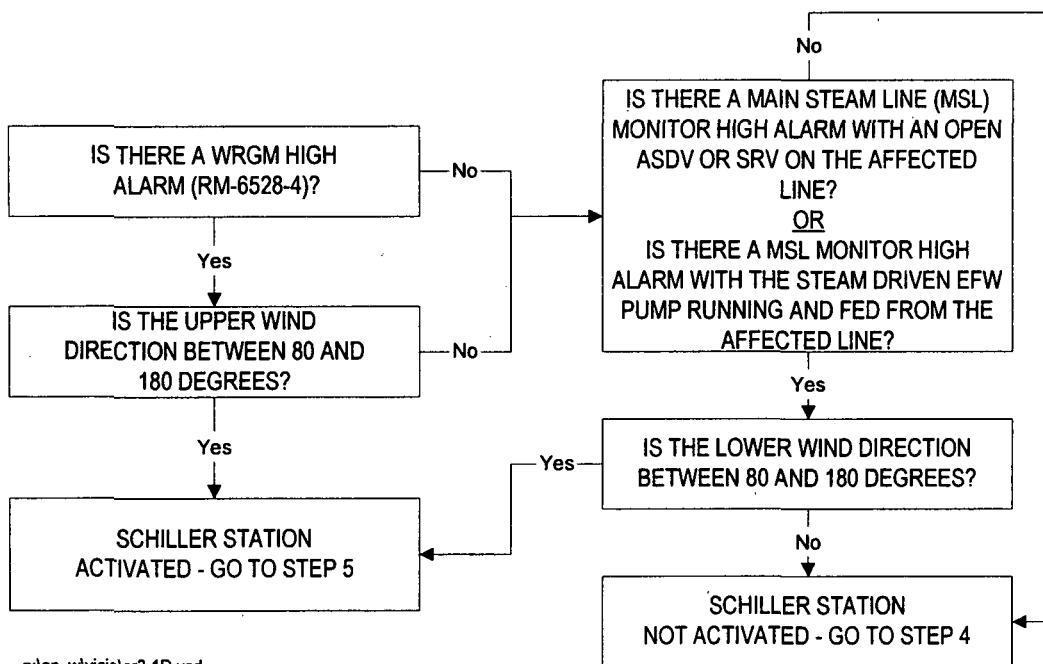 IS THERE A WRGM HIGH
ALARM (RM-6528-4)?
No
Yes
IS THE UPPER WIND
DIRECTION BETWEEN 80 AND
180 DEGREES?
No
Yes
SCHILLER STATION
ACTIVATED - GO TO STEP 5
No
IS THERE A MAIN STEAM LINE (MSL)
MONITOR HIGH ALARM WITH AN OPEN
ASDV OR SRV ON THE AFFECTED
LINE?
OR
IS THERE A MSL MONITOR HIGH
ALARM WITH THE STEAM DRIVEN EFW
PUMP RUNNING AND FED FROM THE
AFFECTED LINE?
Yes
IS THE LOWER WIND DIRECTION
BETWEEN 80 AND 180 DEGREES?
Yes
No
SCHILLER STATION
NOT ACTIVATED - GO TO STEP 4